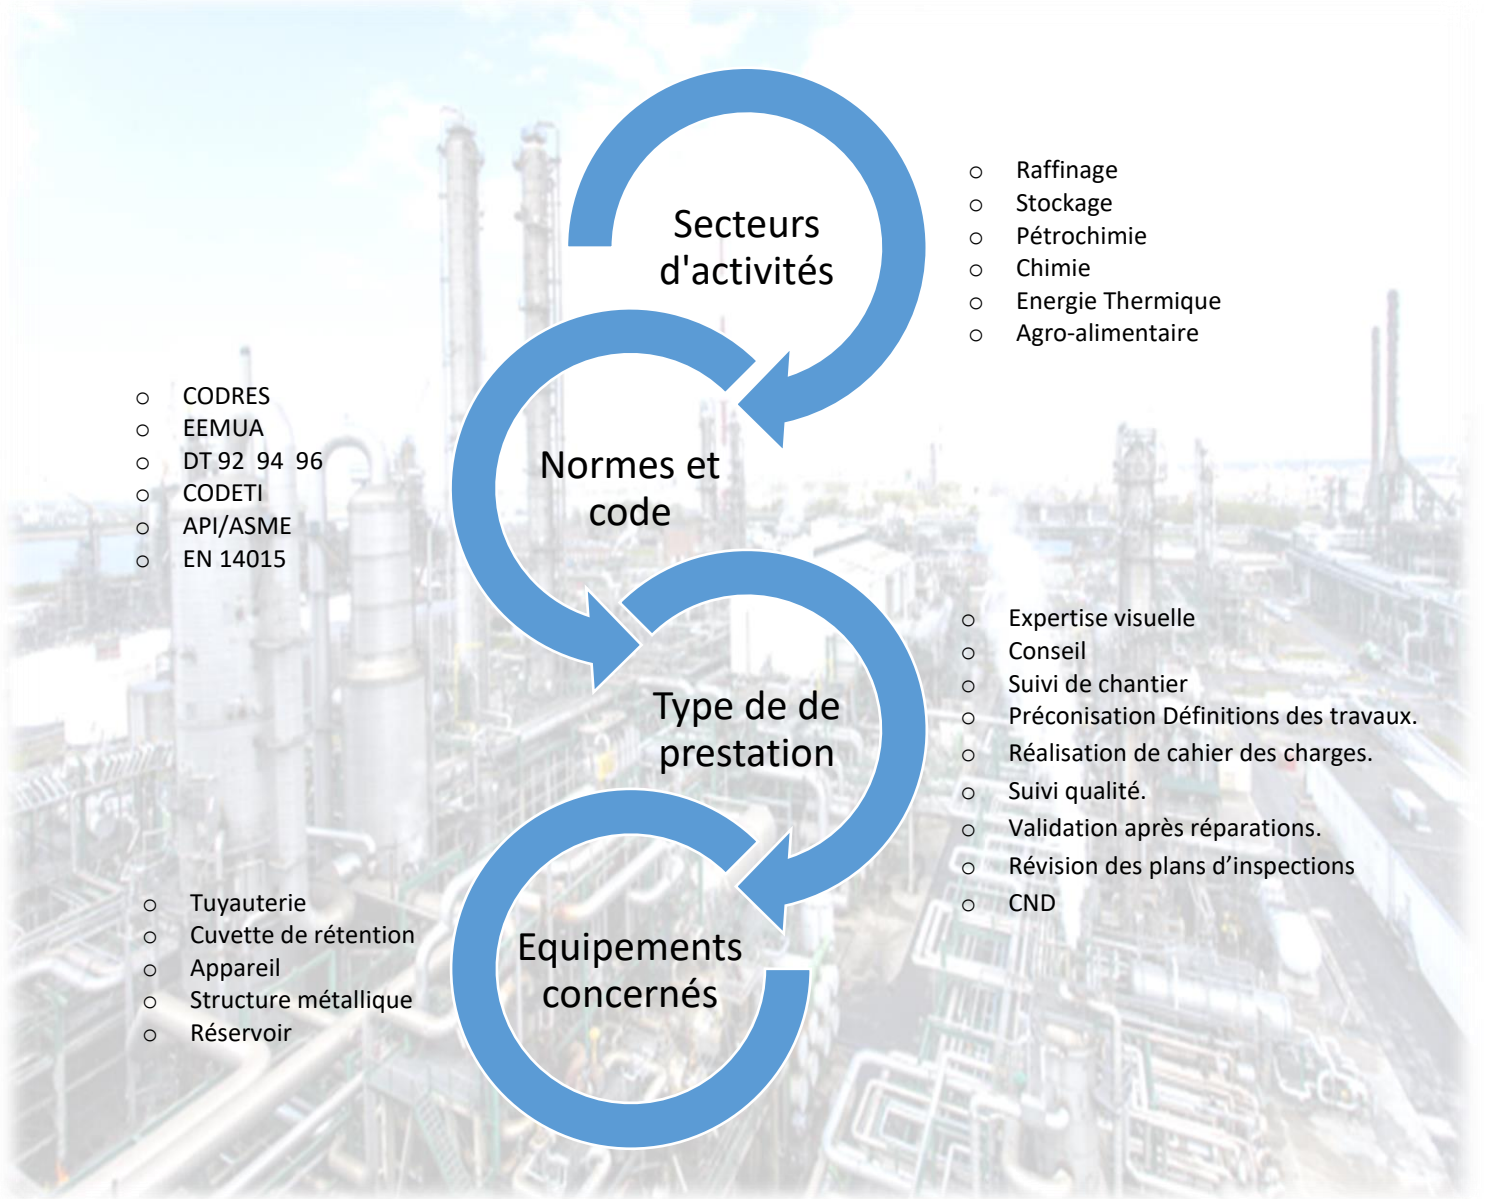 Secteurs
d'activités
o Raffinage
o Stockage
o Pétrochimie
o Chimie
o Energie Thermique
o Agro-alimentaire
Normes et
code
o CODRES
o EEMUA
o DT 92 94 96
o CODETI
o API/ASME
o EN 14015
Type de de
prestation
o Expertise visuelle
o Conseil
o Suivi de chantier
o Préconisation Définitions des travaux.
o Réalisation de cahier des charges.
o Suivi qualité.
o Validation après réparations.
o Révision des plans d’inspections
o CND
Equipements
concernés
o Tuyauterie
o Cuvette de rétention
o Appareil
o Structure métallique
o Réservoir